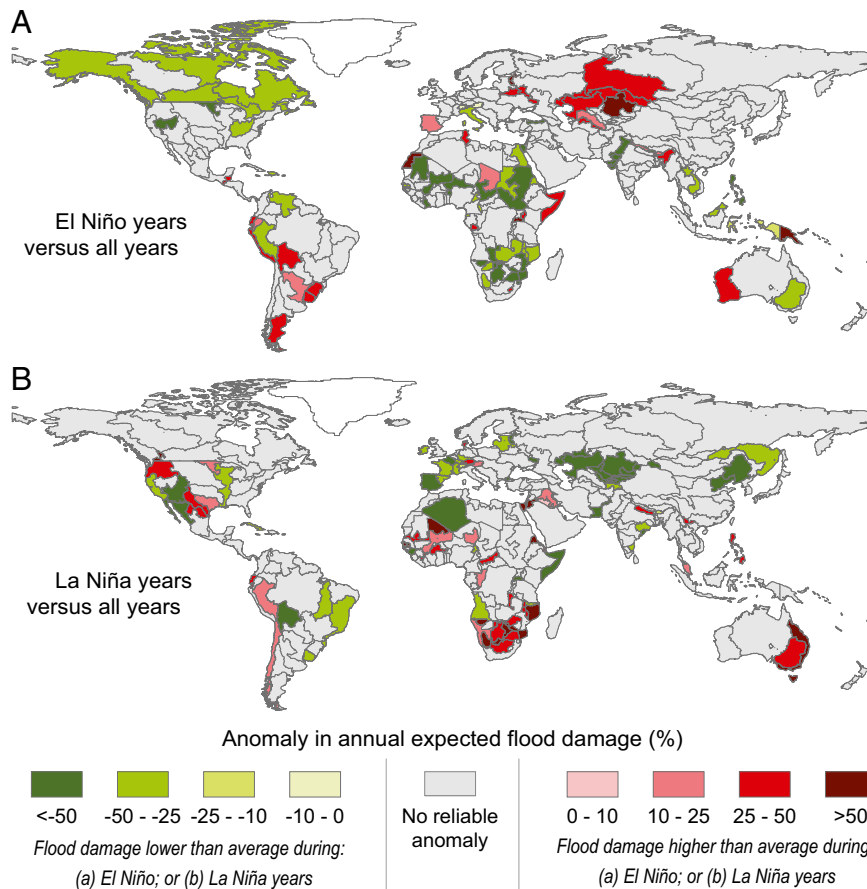 A
El Niño years
versus all years
B
La Niña years
versus all years
Anomaly in annual expected flood damage (%)
<-50
-50 - -25
-25 - -10
-10 - 0
No reliable
anomaly
0 - 10
10 - 25
25 - 50
>50
Flood damage lower than average during:
(a) El Niño; or (b) La Niña years
Flood damage higher than average during
(a) El Niño; or (b) La Niña years